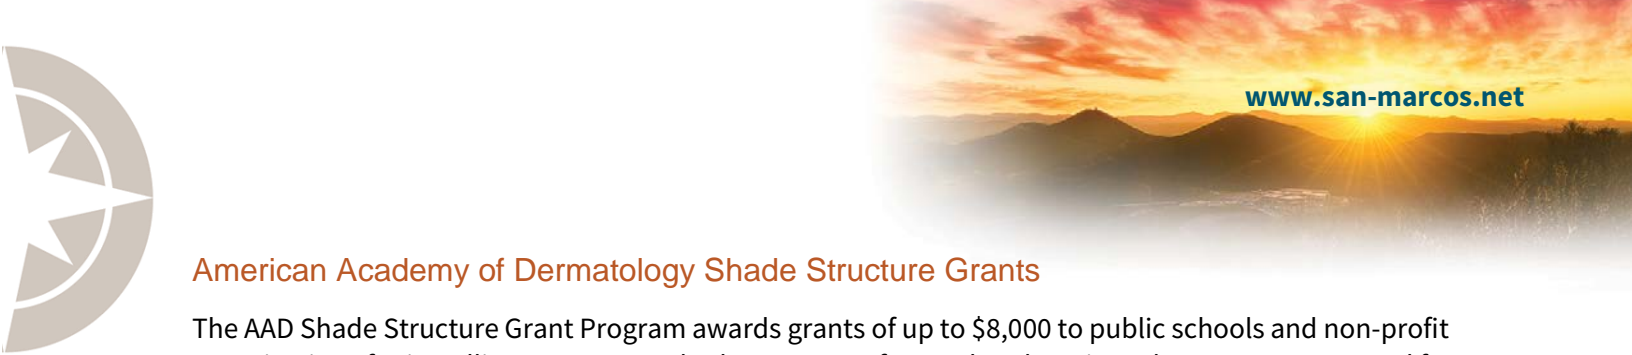 www.san-marcos.net
American Academy of Dermatology Shade Structure Grants
The AAD Shade Structure Grant Program awards grants of up to $8,000 to public schools and non-profit